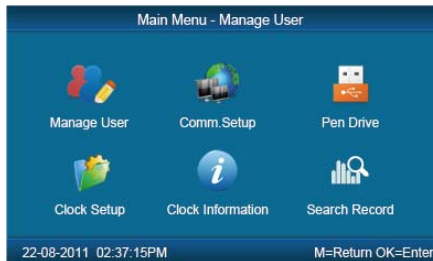 Main Menu - Manage User
Manage User Comm.Setup Pen Drive
Clock Setup Clock Information Search Record
22-08-2011 02:37:15PM M=Return OK=Enter